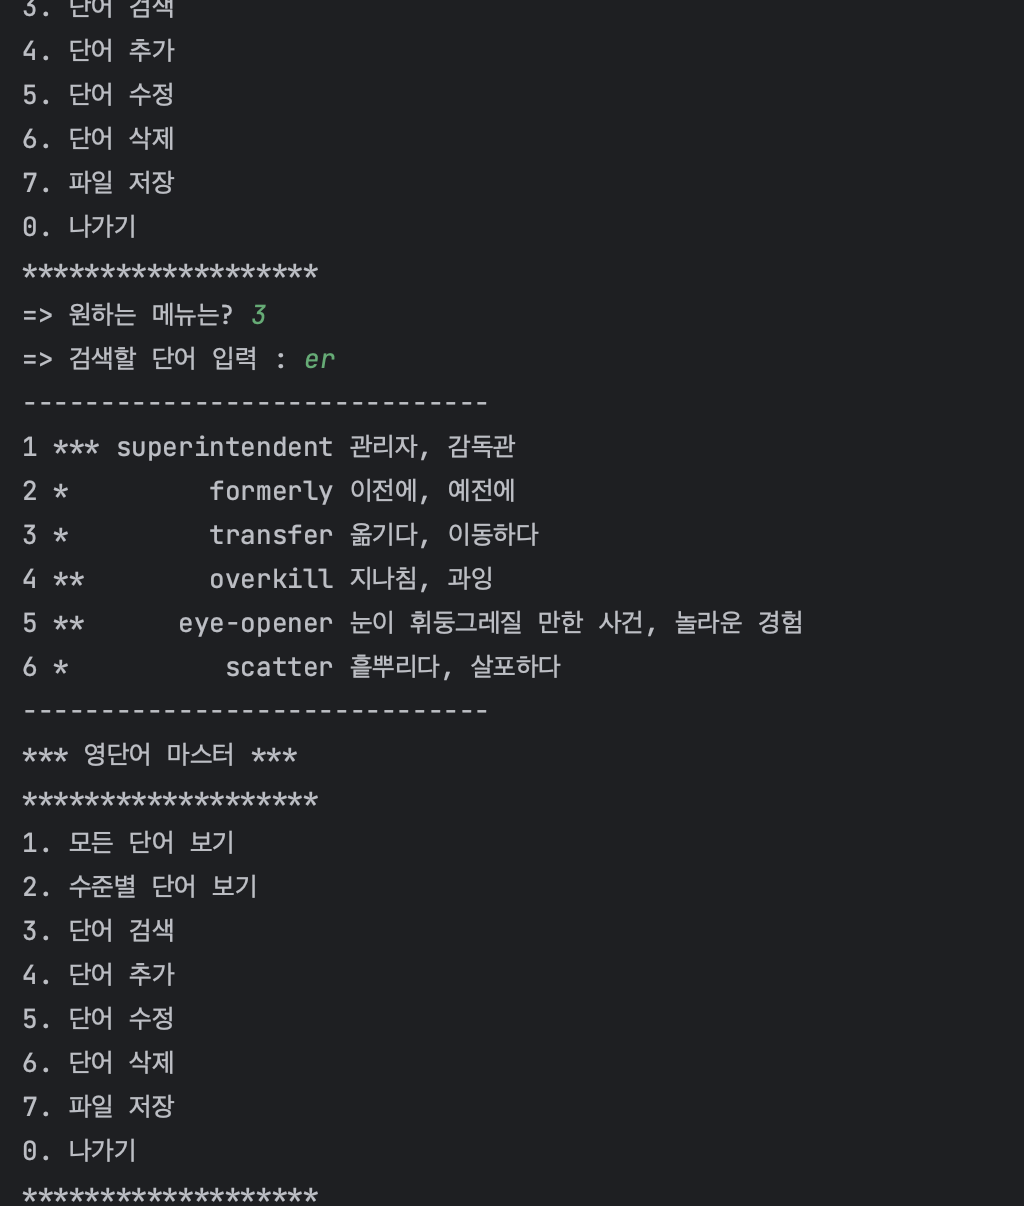 3. 단어 검색
4. 단어 추가
5. 단어 수정
6. 단어 삭제
7. 파일 저장
0. 나가기
*******************
=> 원하는 메뉴는? 3
=> 검색할 단어 입력 : er
------------------------------
1 *** superintendent 관리자, 감독관
2 *         formerly 이전에, 예전에
3 *         transfer 옮기다, 이동하다
4 **        overkill 지나침, 과잉
5 **      eye-opener 눈이 휘둥그레질 만한 사건, 놀라운 경험
6 *          scatter 흩뿌리다, 살포하다
------------------------------
*** 영단어 마스터 ***
*******************
1. 모든 단어 보기
2. 수준별 단어 보기
3. 단어 검색
4. 단어 추가
5. 단어 수정
6. 단어 삭제
7. 파일 저장
0. 나가기
*******************